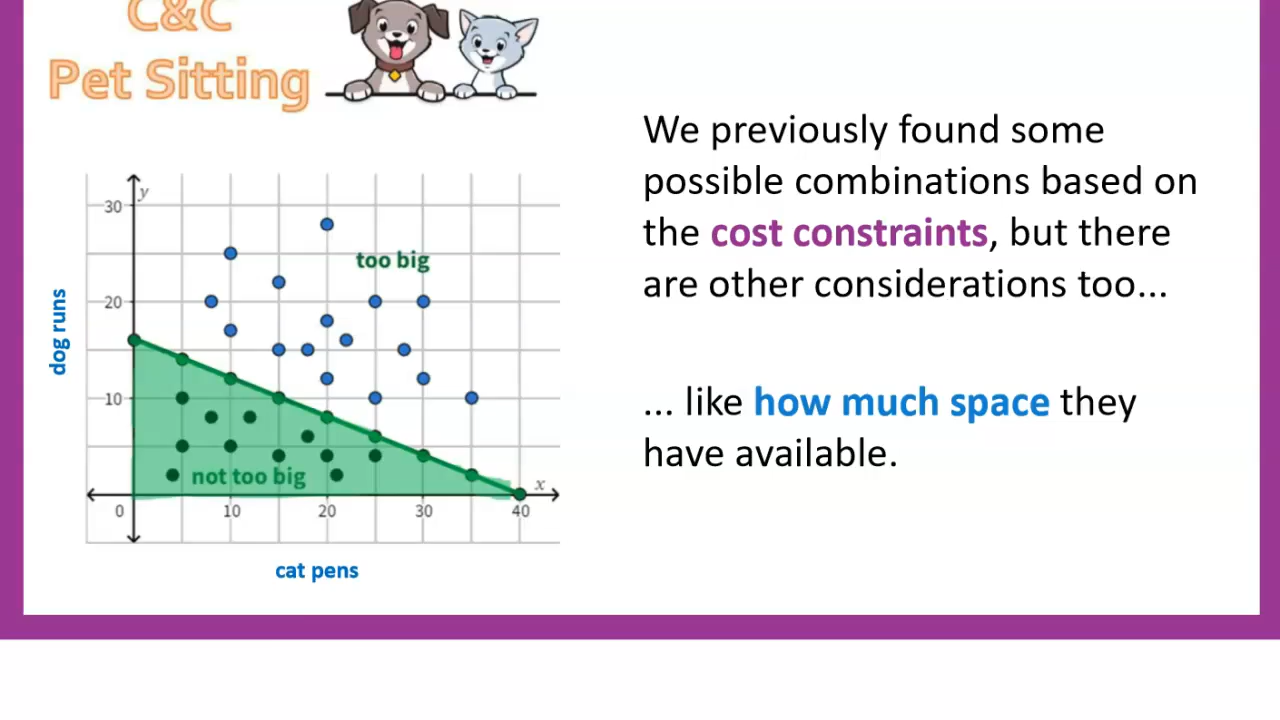 C&C
Pet Sitting
We previously found some
possible combinations based on
the cost constraints, but there
are other considerations too...
... like how much space they
have available.
y
30
too big
20
dog runs
10
not too big
x
0
10
20
30
40
cat pens